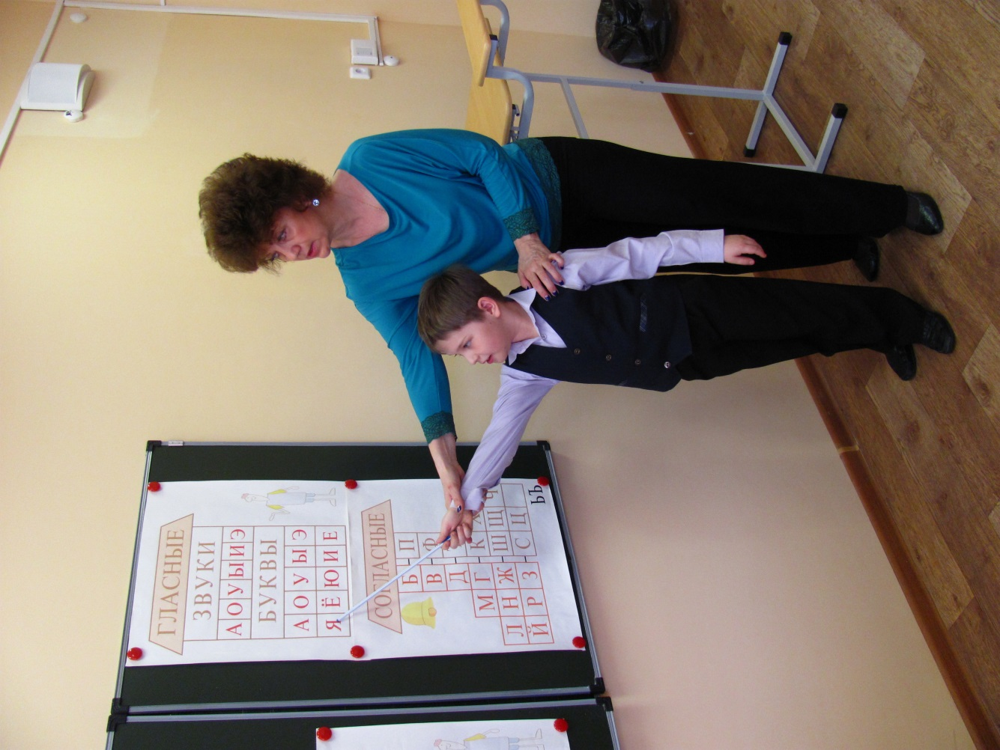 ГЛАСНЫЕ
ЗВУКИ
А О У Ы И Э
БУКВЫ
А О У Ы Э
Я Ё Ю И Е
СОГЛАСНЫЕ
Б П
В Ф
Д
М Г К Х
Л Н Ж Ш Щ Ч
Й Р З С Ц
Ь Ъ